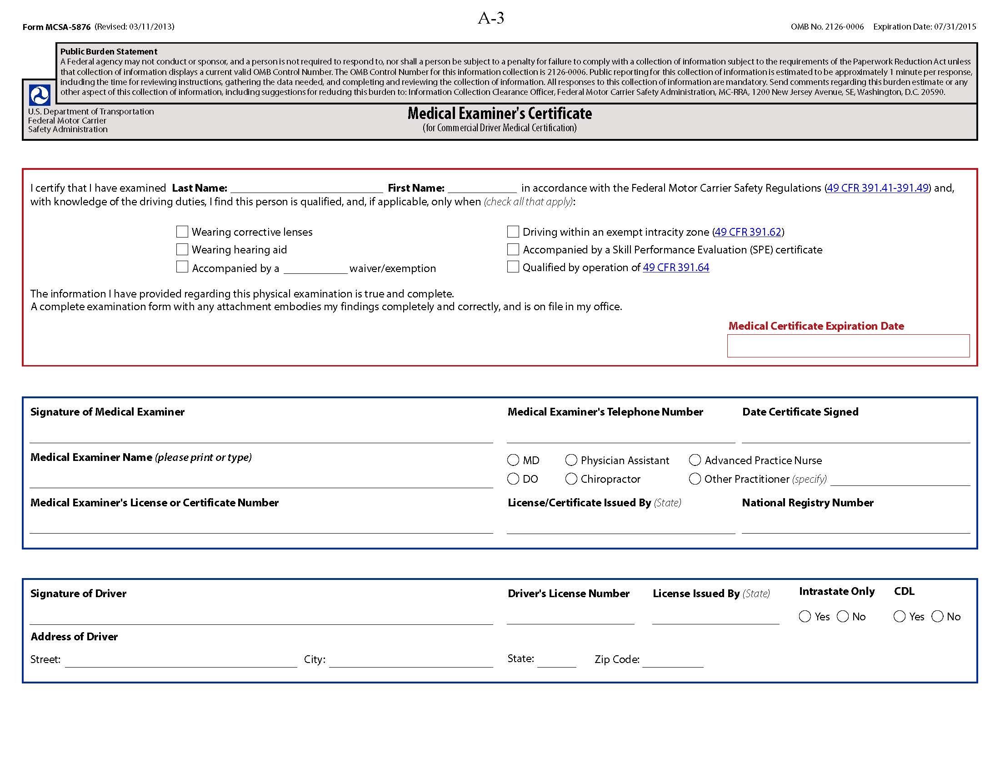 A-3
Form MCSA-5876 (Revised: 03/11/2013) OMB No. 2126-0006 Expiration Date: 07/31/2015
Public Burden Statement
A Federal agency may not conduct or sponsor, and a person is not required to respond to, nor shall a person be subject to a penalty for failure to comply with a collection of information subject to the requirements of the Paperwork Reduction Act unless
that collection of information displays a current valid OMB Control Number. The OMB Control Number for this information collection is 2126-0006. Public reporting for this collection of information is estimated to be approximately 1 minute per response,
including the time for reviewing instructions, gathering the data needed, and completing and reviewing the collection of information. All responses to this collection of information are mandatory. Send comments regarding this burden estimate or any
other aspect of this collection of information, including suggestions for reducing this burden to: Information Collection Clearance Officer, Federal Motor Carrier Safety Administration, MC-RRA, 1200 New Jersey Avenue, SE, Washington, D.C. 20590.
U.S. Department of Transportation
Federal Motor Carrier
Safety Administration
Medical Examiner's Certificate
(for Commercial Driver Medical Certification)
I certify that I have examined Last Name: First Name: in accordance with the Federal Motor Carrier Safety Regulations (49 CFR 391.41-391.49) and,
with knowledge of the driving duties, I find this person is qualified, and, if applicable, only when (check all that apply):
Wearing corrective lenses Driving within an exempt intracity zone (49 CFR 391.62)
Wearing hearing aid Accompanied by a Skill Performance Evaluation (SPE) certificate
Accompanied by a waiver/exemption Qualified by operation of 49 CFR 391.64
The information I have provided regarding this physical examination is true and complete.
A complete examination form with any attachment embodies my findings completely and correctly, and is on file in my office.
Medical Certificate Expiration Date
Signature of Medical Examiner Medical Examiner's Telephone Number Date Certificate Signed
Medical Examiner Name (please print or type)
MD Physician Assistant Advanced Practice Nurse
DO Chiropractor Other Practitioner (specify)
Medical Examiner's License or Certificate Number License/Certificate Issued By (State) National Registry Number
Signature of Driver Driver's License Number License Issued By (State) Intrastate Only CDL
Yes No Yes No
Address of Driver
Street: City: State: Zip Code: